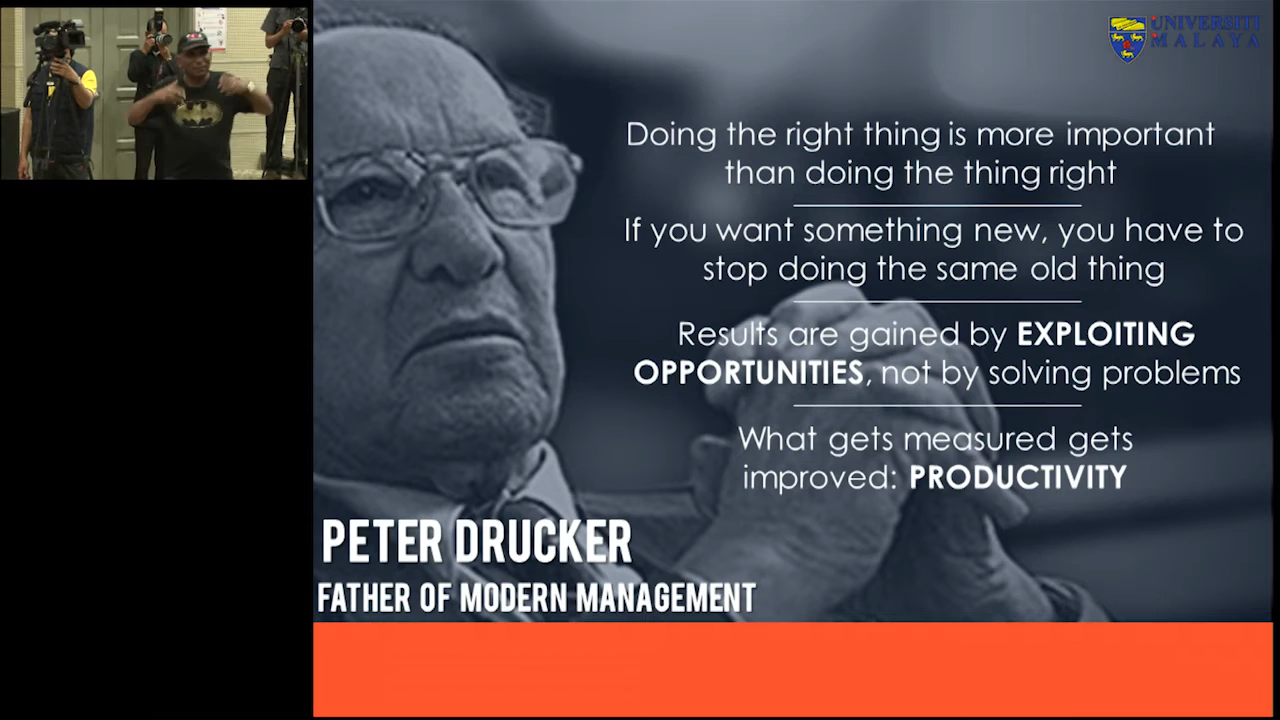 UNIVERSITI
MALAYA
Doing the right thing is more important
than doing the thing right
If you want something new, you have to
stop doing the same old thing
Results are gained by EXPLOITING
OPPORTUNITIES, not by solving problems
What gets measured gets
improved: PRODUCTIVITY
PETER DRUCKER
FATHER OF MODERN MANAGEMENT